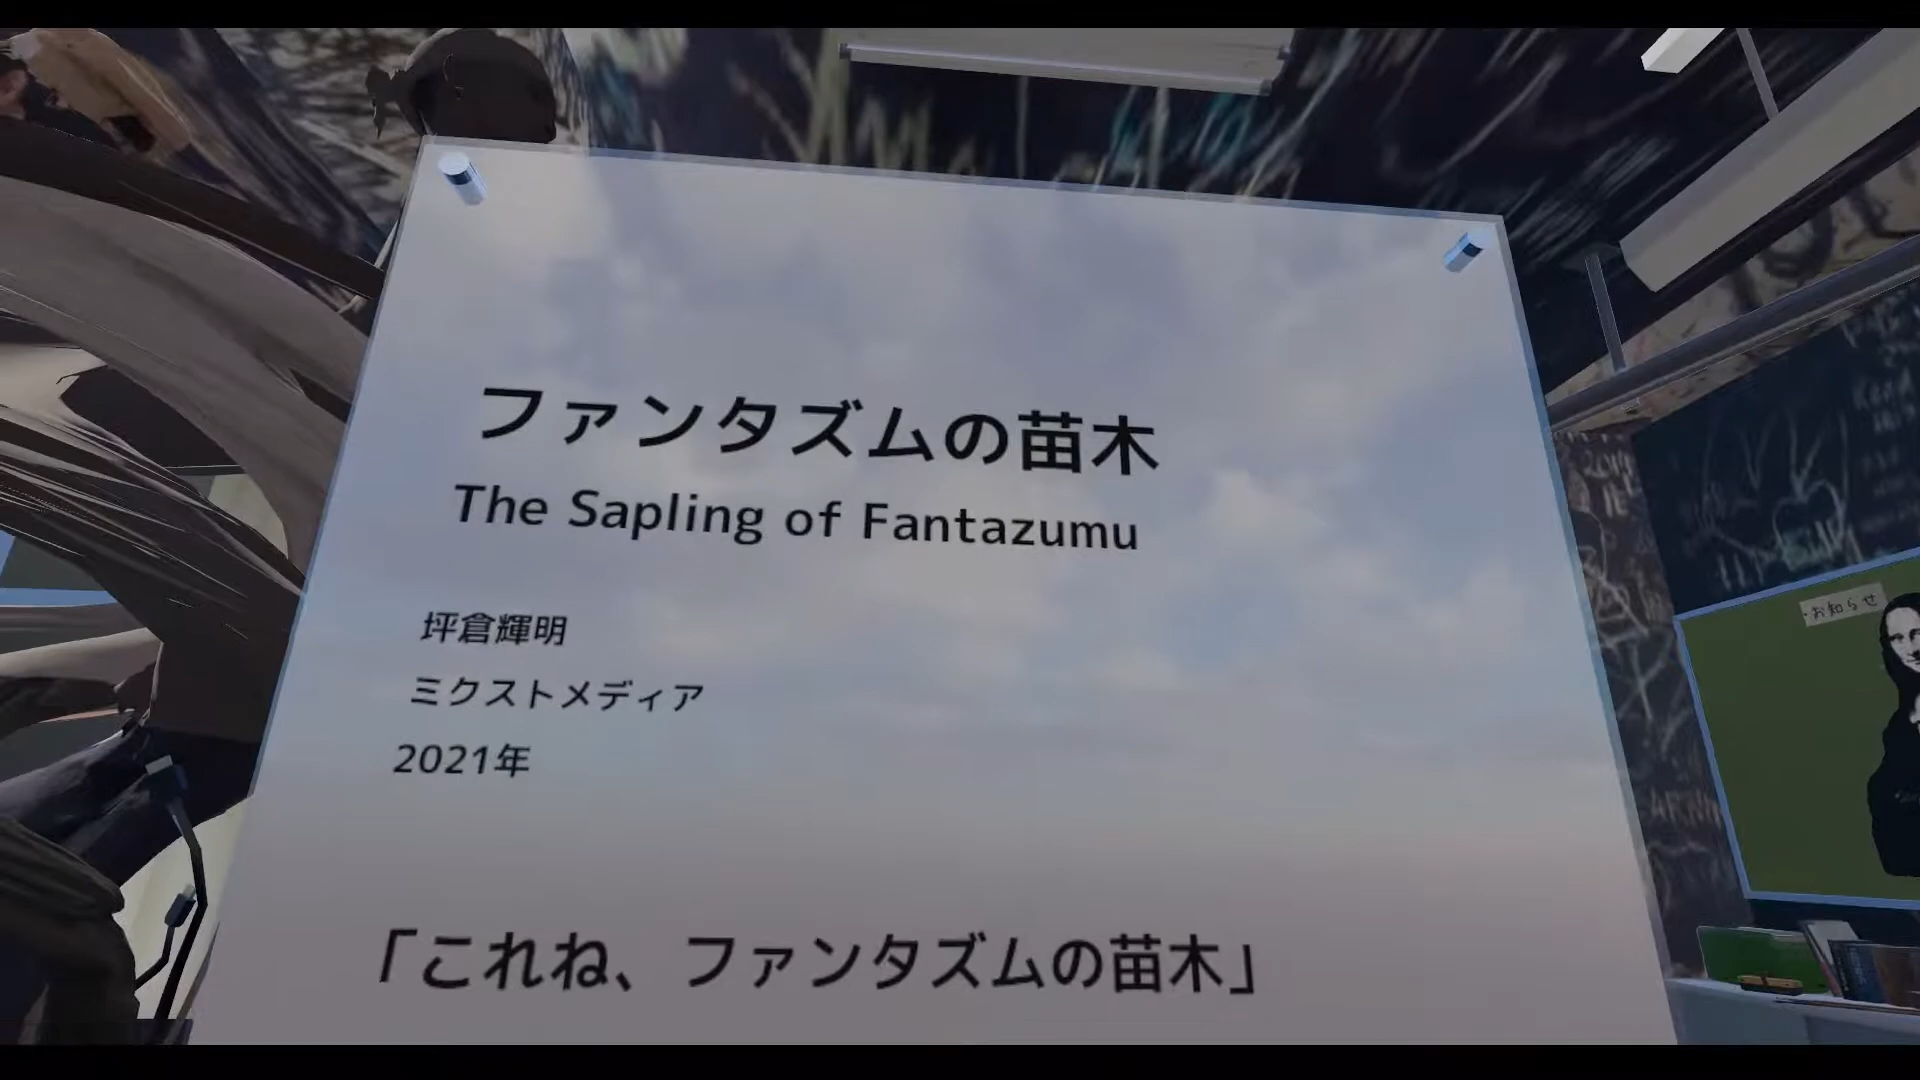 ファンタズムの苗木
The Sapling of Fantazumu
坪倉輝明
ミクストメディア
2021年
「これね、ファンタズムの苗木」
お知らせ